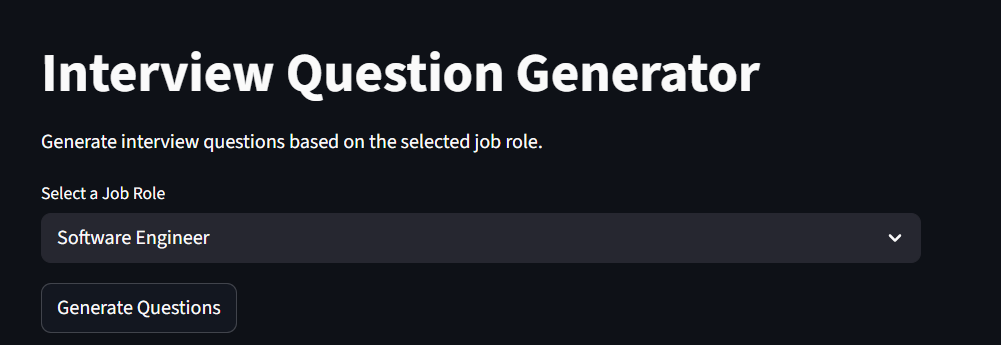 Interview Question Generator
Generate interview questions based on the selected job role.
Select a Job Role
Software Engineer
Generate Questions